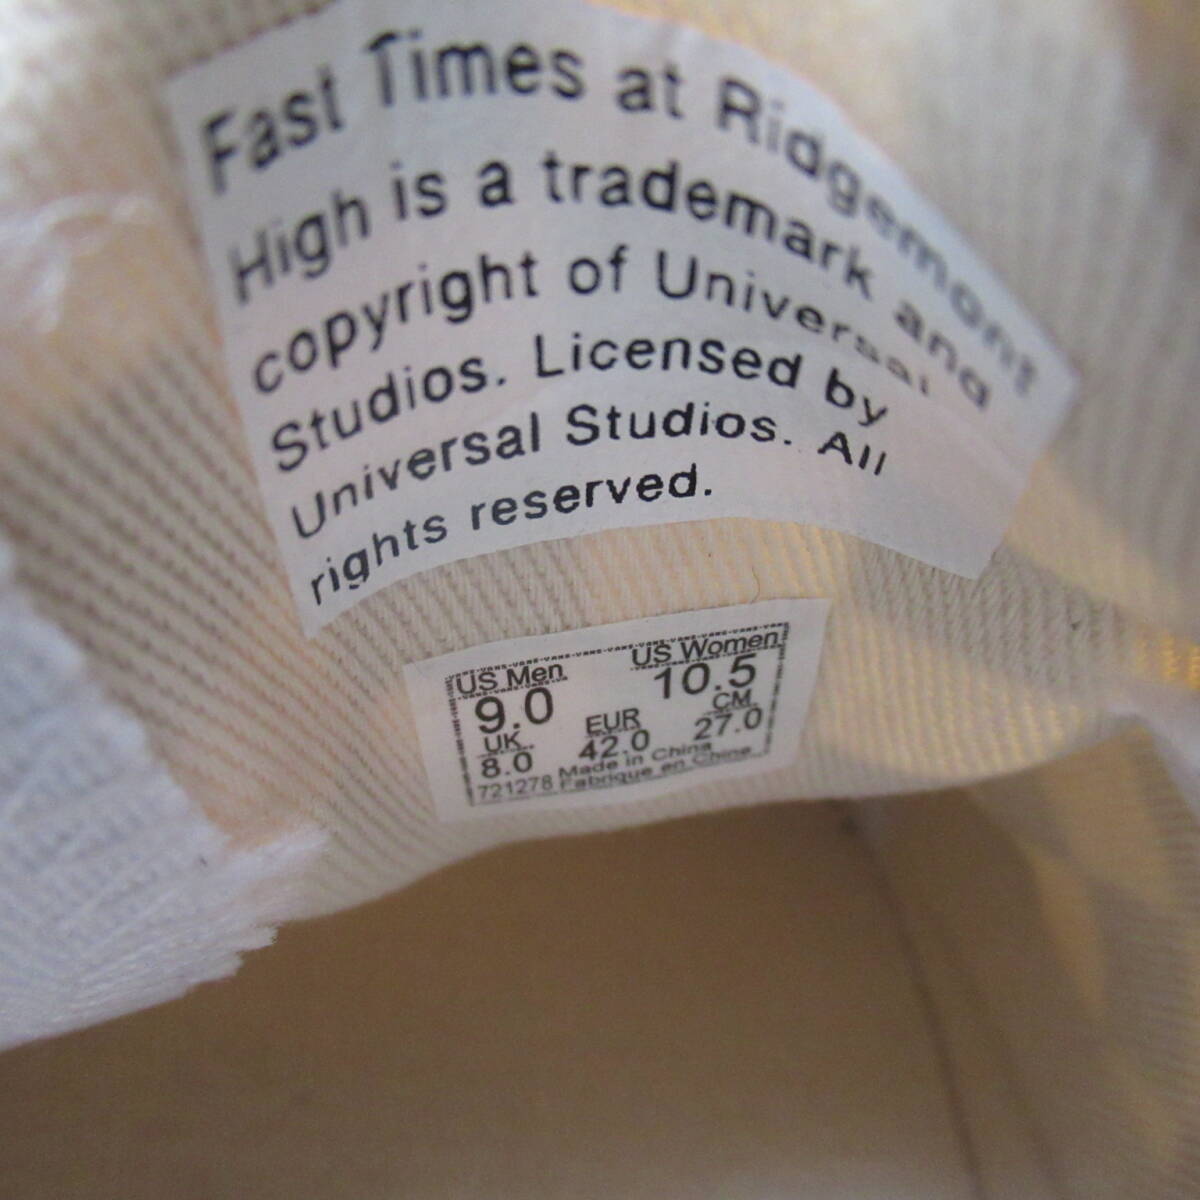 Fast Times at Ridgemont
High is a trademark and
copyright of Universal
Studios. Licensed by
Universal Studios. All
rights reserved.
US Men US Women
9.0 10.5
UK EUR CM
8.0 42.0 27.0
721278 Made in China
Fabrique en Chine